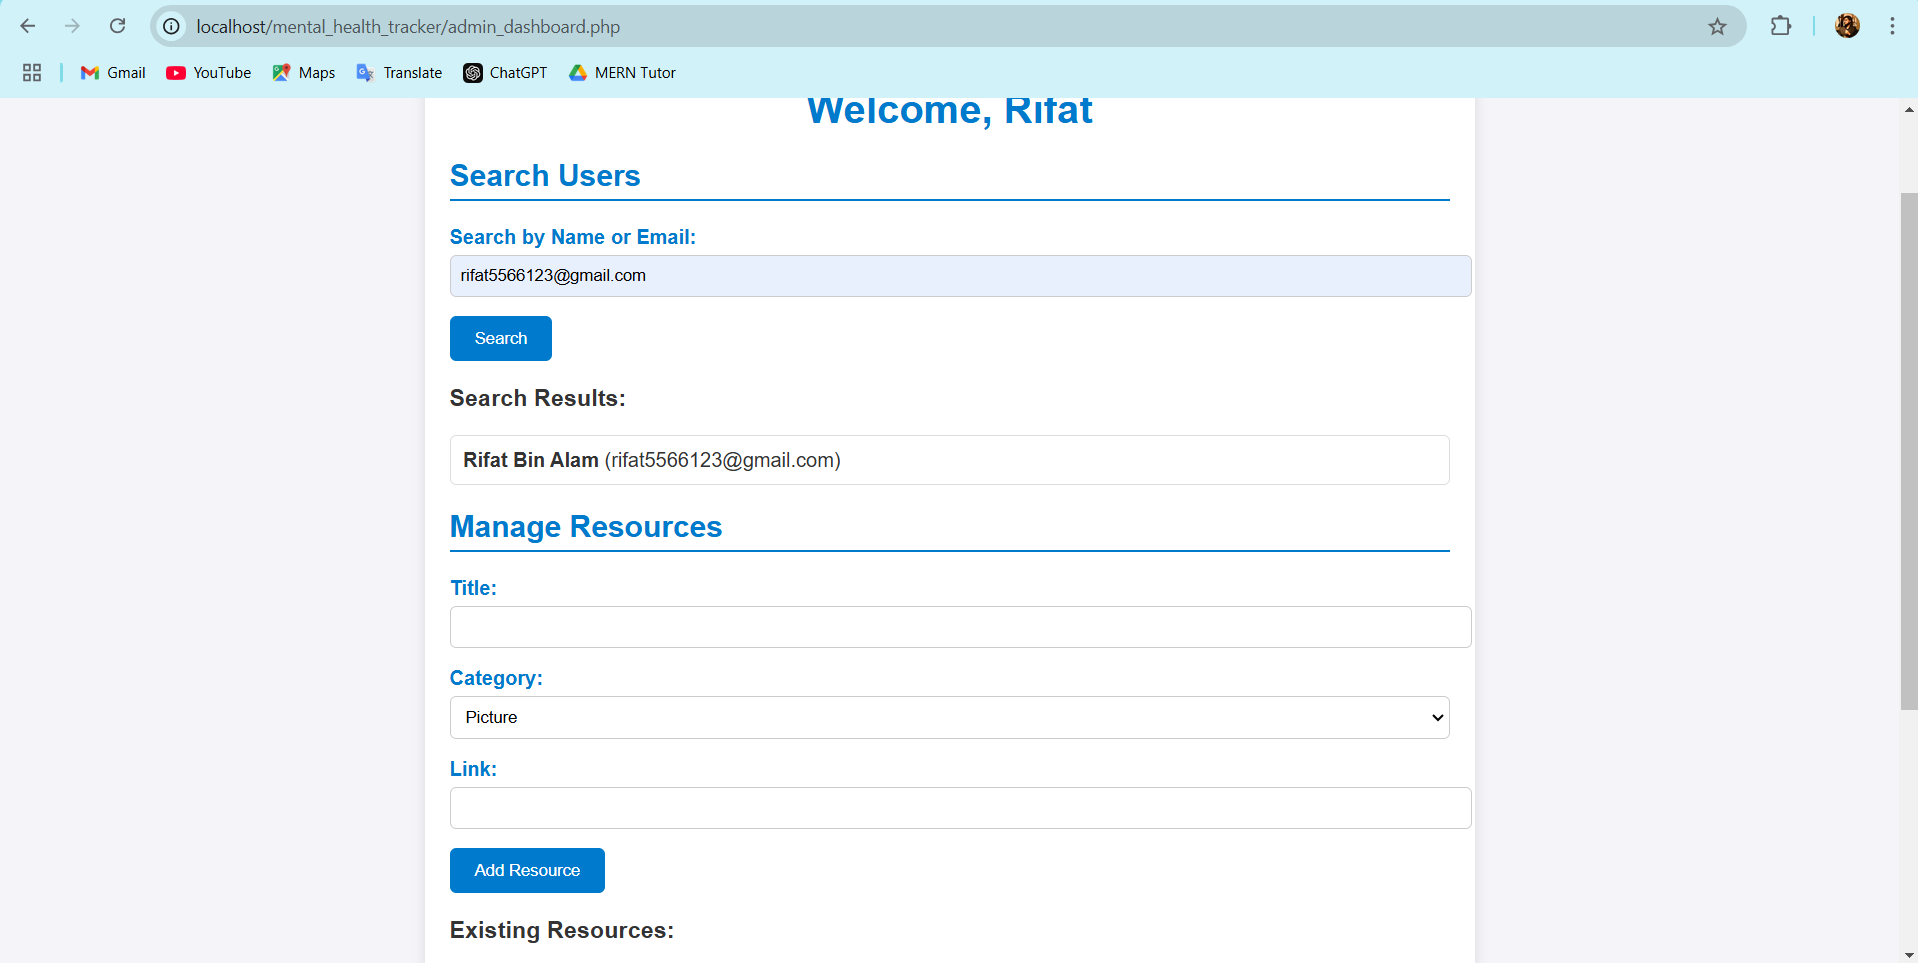 localhost/mental_health_tracker/admin_dashboard.php
Gmail YouTube Maps Translate ChatGPT MERN Tutor
Welcome, Rifat
Search Users
Search by Name or Email:
rifat5566123@gmail.com
Search
Search Results:
Rifat Bin Alam (rifat5566123@gmail.com)
Manage Resources
Title:
Category:
Picture
Link:
Add Resource
Existing Resources: